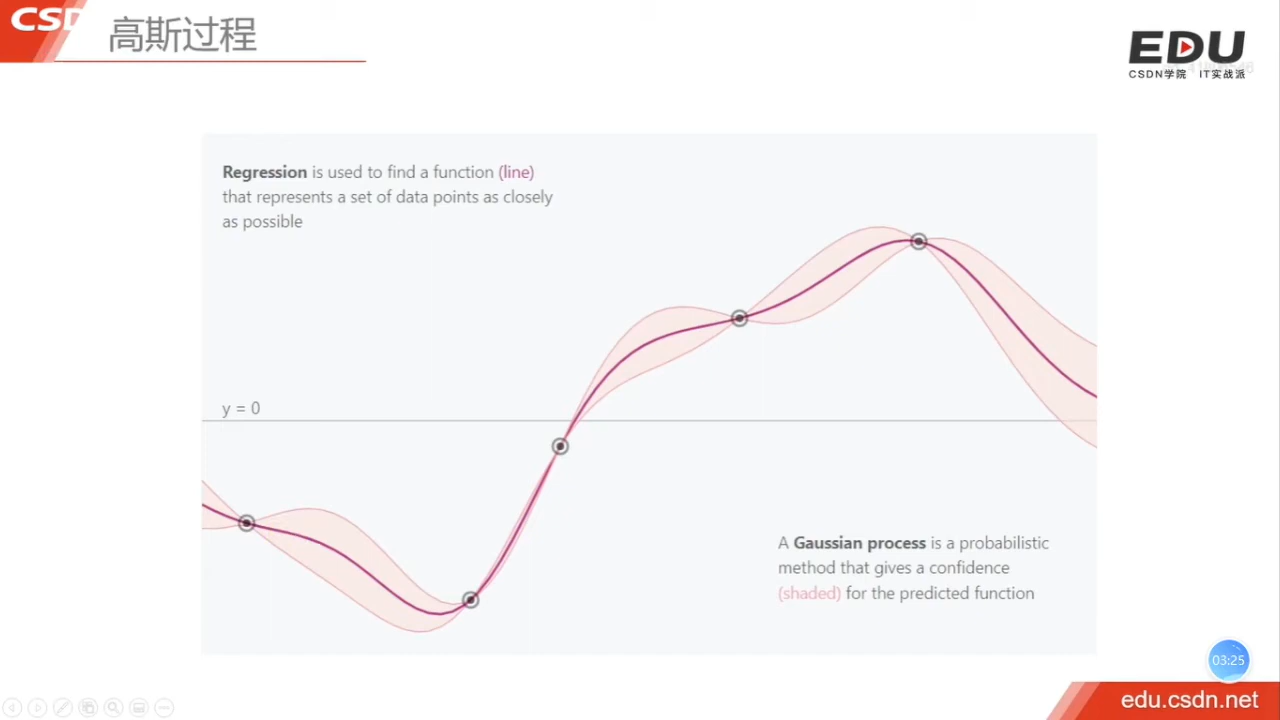 CSD
高斯过程
EDU
CSDN学院 IT实战派
Regression is used to find a function (line)
that represents a set of data points as closely
as possible
y = 0
A Gaussian process is a probabilistic
method that gives a confidence
(shaded) for the predicted function
03:25
edu.csdn.net